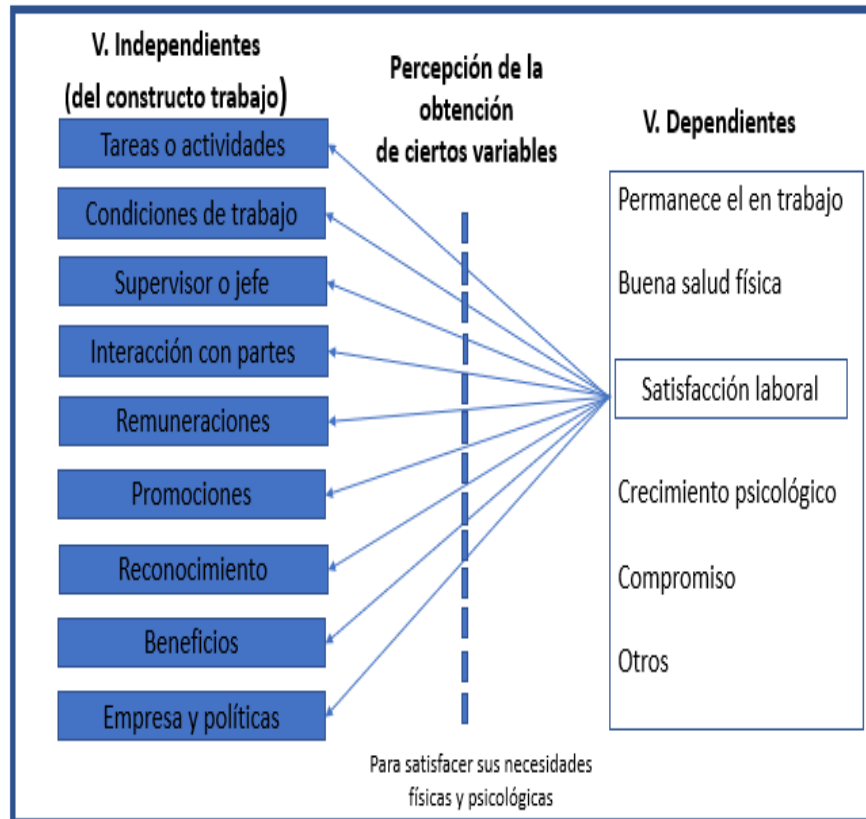 V. Independientes
(del constructo trabajo)
Tareas o actividades
Condiciones de trabajo
Supervisor o jefe
Interacción con partes
Remuneraciones
Promociones
Reconocimiento
Beneficios
Empresa y políticas
Percepción de la
obtención
de ciertos variables
Para satisfacer sus necesidades
físicas y psicológicas
V. Dependientes
Permanece el en trabajo
Buena salud física
Satisfacción laboral
Crecimiento psicológico
Compromiso
Otros